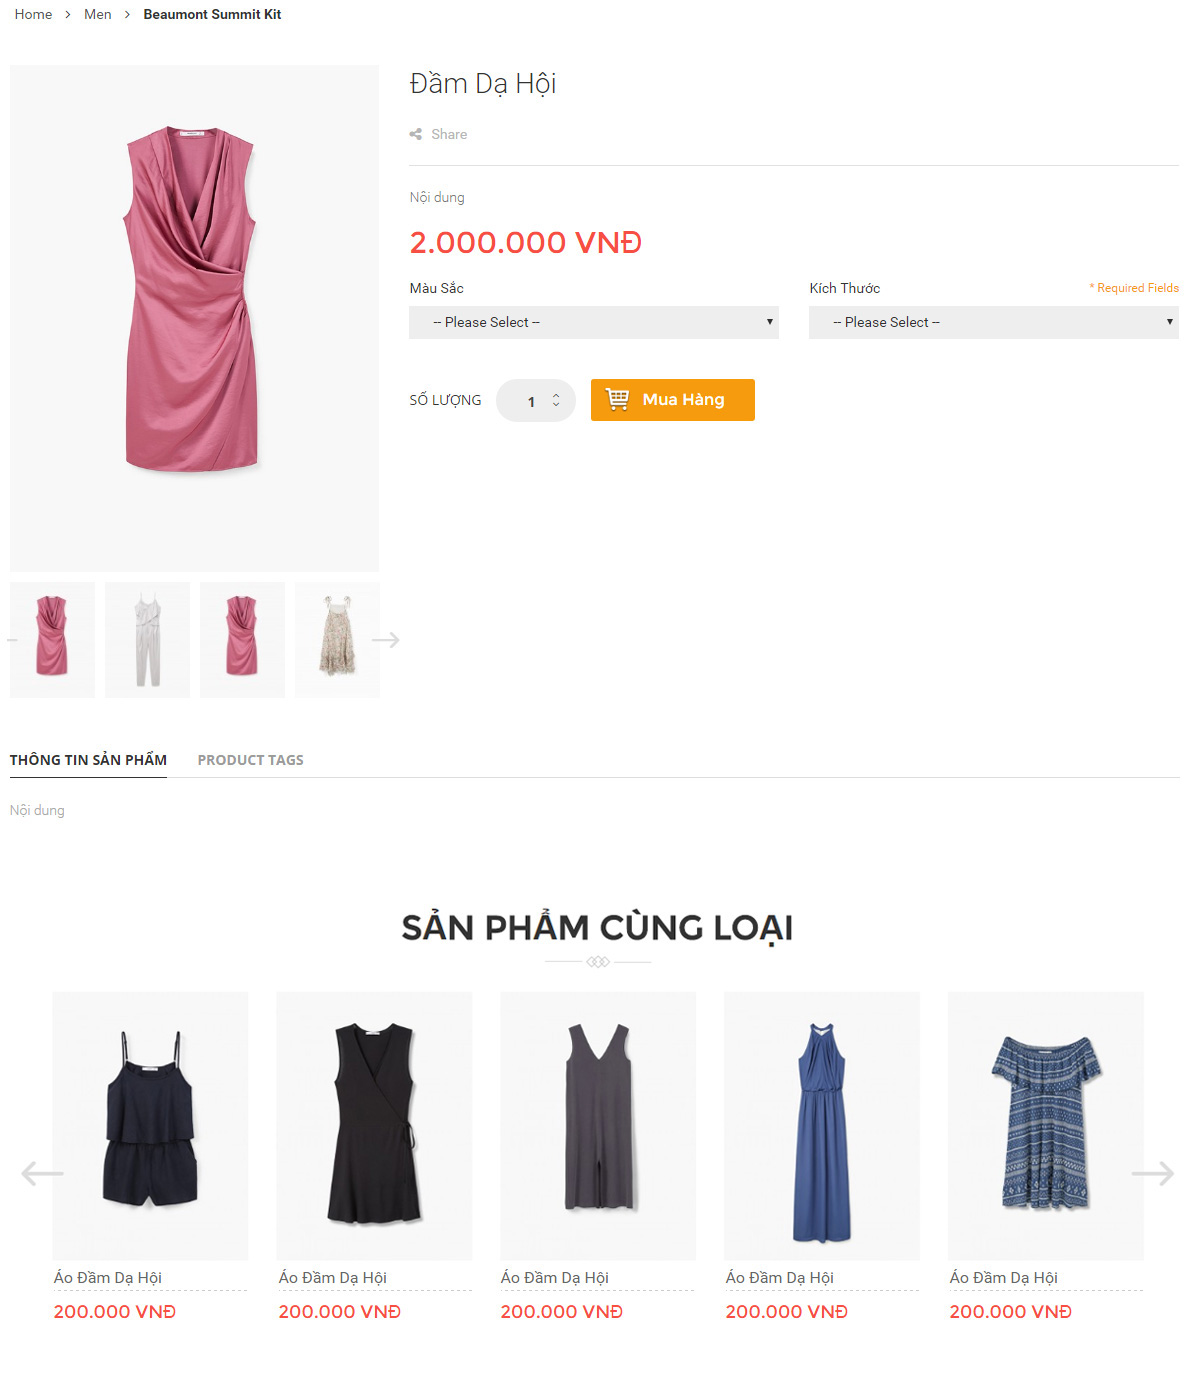 Home > Men > Beaumont Summit Kit
Đầm Dạ Hội
Share
Nội dung
2.000.000 VNĐ
Màu Sắc
Kích Thước
* Required Fields
-- Please Select --
-- Please Select --
SỐ LƯỢNG
1
Mua Hàng
THÔNG TIN SẢN PHẨM
PRODUCT TAGS
Nội dung
SẢN PHẨM CÙNG LOẠI
Áo Đầm Dạ Hội
200.000 VNĐ
Áo Đầm Dạ Hội
200.000 VNĐ
Áo Đầm Dạ Hội
200.000 VNĐ
Áo Đầm Dạ Hội
200.000 VNĐ
Áo Đầm Dạ Hội
200.000 VNĐ